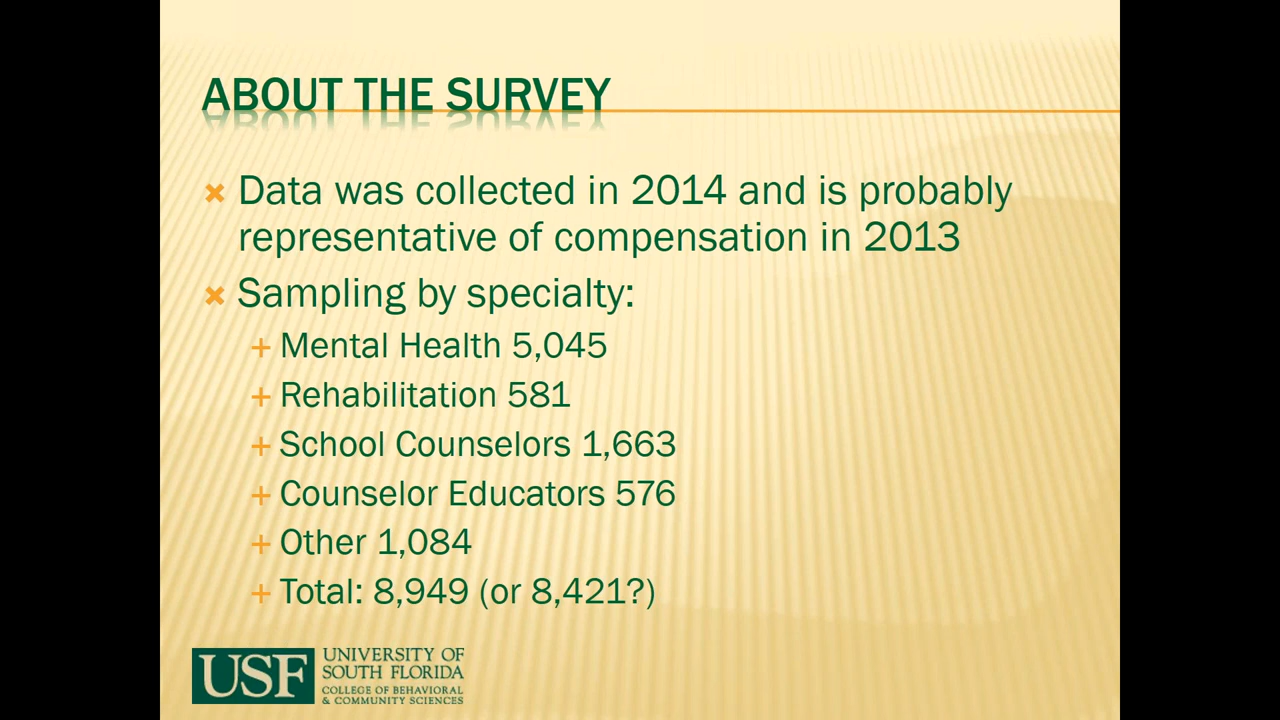 ABOUT THE SURVEY
Data was collected in 2014 and is probably
representative of compensation in 2013
Sampling by specialty:
Mental Health 5,045
Rehabilitation 581
School Counselors 1,663
Counselor Educators 576
Other 1,084
Total: 8,949 (or 8,421?)
USF
UNIVERSITY OF
SOUTH FLORIDA
COLLEGE OF BEHAVIORAL
& COMMUNITY SCIENCES